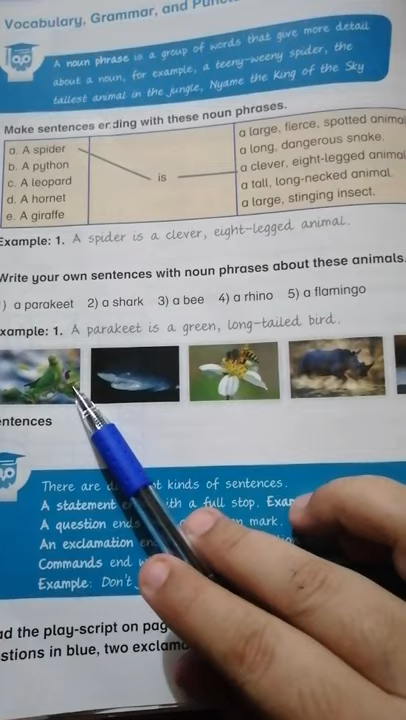 Vocabulary, Grammar, and
A noun phrase is a group of words that give more detail
about a noun, for example, a teeny-weeny spider, the
tallest animal in the jungle, Nyame the King of the Sky
Make sentences ending with these noun phrases.
a. A spider
b. A python
c. A leopard
d. A hornet
e. A giraffe
is
a large, fierce, spotted anima
a long, dangerous snake.
a clever, eight-legged animal
a tall, long-necked animal.
a large, stinging insect.
Example: 1. A spider is a clever, eight-legged animal.
Write your own sentences with noun phrases about these animals.
) a parakeet 2) a shark 3) a bee 4) a rhino 5) a flamingo
xample: 1. A parakeet is a green, long-tailed bird.
entences
There are kinds of sentences.
A statement with a full stop.
A question ends mark.
An exclamation
Commands end
Example: Don't
ad the play-script on
stions in blue, two